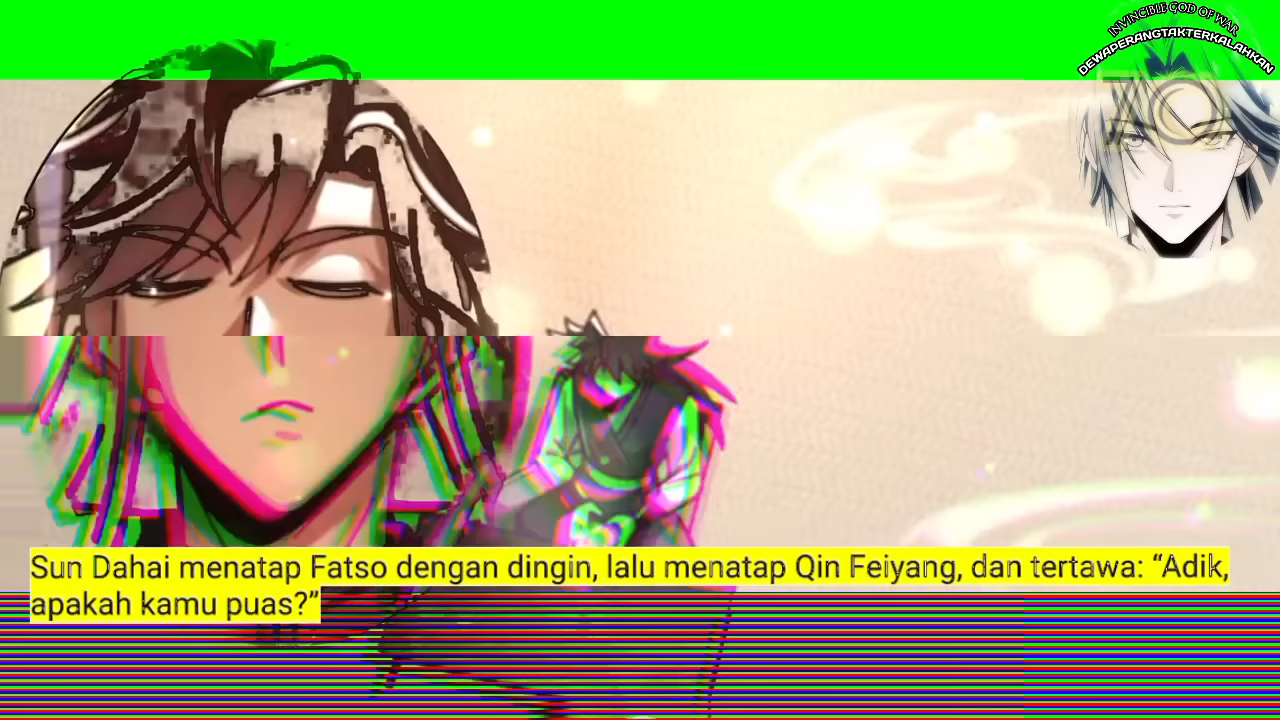 INVINCIBLE GOD OF WAR
DEWAPERANGTAKTERKALAHKAN
Sun Dahai menatap Fatso dengan dingin, lalu menatap Qin Feiyang, dan tertawa: “Adik,
apakah kamu puas?”